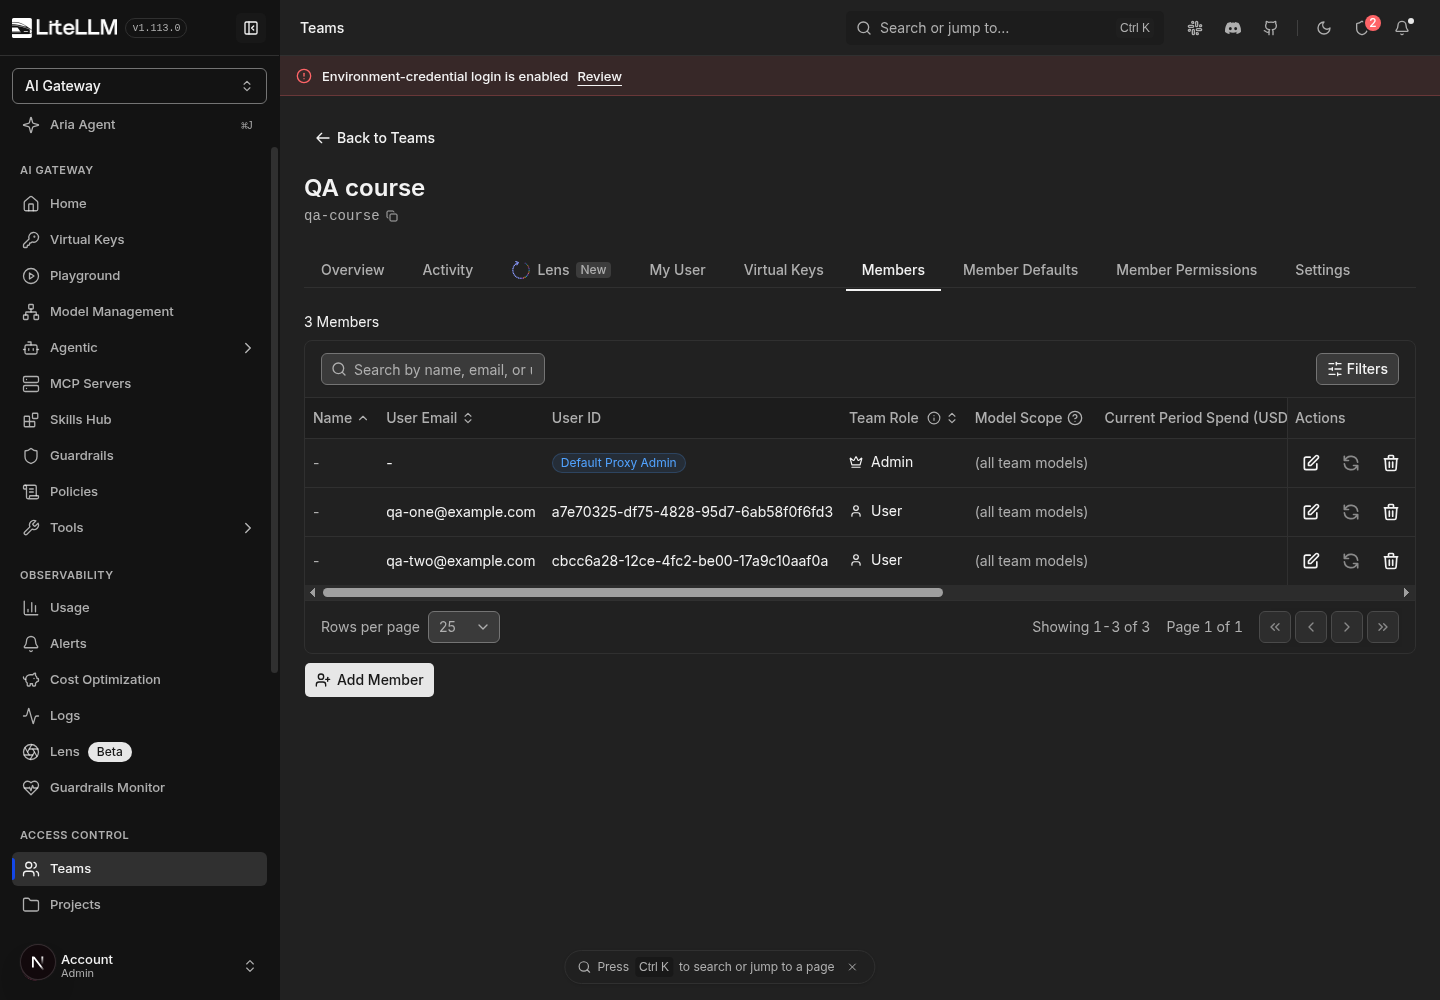 LiteLLM
v1.113.0
Teams
Search or jump to...
Ctrl K
2
AI Gateway
Environment-credential login is enabled Review
Aria Agent
⌘J
AI GATEWAY
Home
Virtual Keys
Playground
Model Management
Agentic
MCP Servers
Skills Hub
Guardrails
Policies
Tools
OBSERVABILITY
Usage
Alerts
Cost Optimization
Logs
Lens Beta
Guardrails Monitor
ACCESS CONTROL
Teams
Projects
N
Account
Admin
Back to Teams
QA course
qa-course
Overview Activity Lens New My User Virtual Keys Members Member Defaults Member Permissions Settings
3 Members
Search by name, email, or
Filters
Name User Email User ID Team Role Model Scope Current Period Spend (USD Actions
- - Default Proxy Admin Admin (all team models)
- qa-one@example.com a7e70325-df75-4828-95d7-6ab58f0f6fd3 User (all team models)
- qa-two@example.com cbcc6a28-12ce-4fc2-be00-17a9c10aaf0a User (all team models)
Rows per page 25 Showing 1-3 of 3 Page 1 of 1
Add Member
Press Ctrl K to search or jump to a page